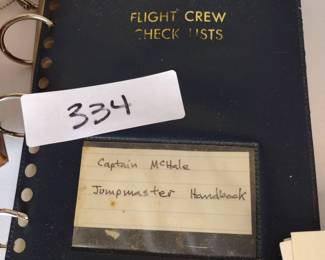 FLIGHT CREW
CHECK LISTS
334
Captain McHale
Jumpmaster Handbook